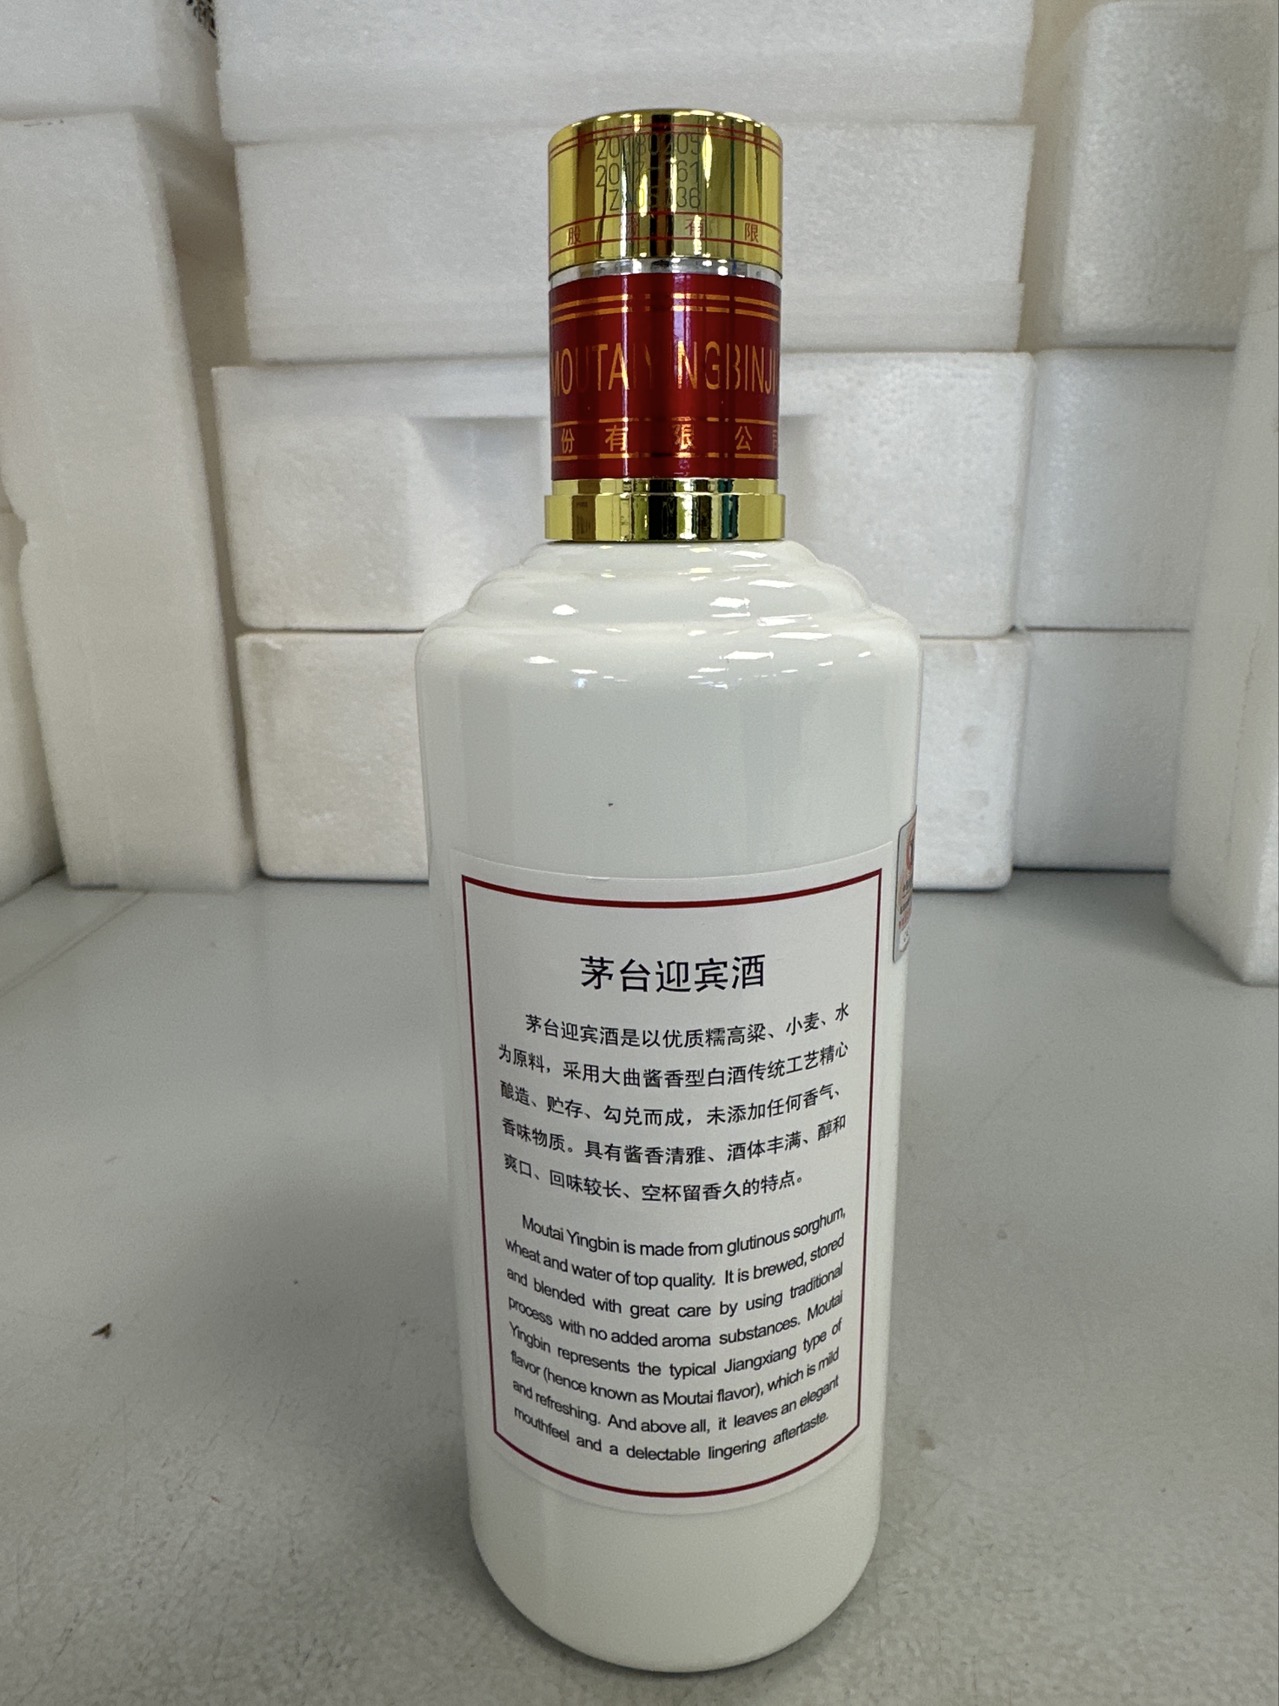 20180209
股 份 有 限
MOUTAI YINGBINJI
份 有 限 公 司
茅台迎宾酒
茅台迎宾酒是以优质糯高粱、小麦、水
为原料，采用大曲酱香型白酒传统工艺精心
酿造、贮存、勾兑而成，未添加任何香气、
香味物质。具有酱香清雅、酒体丰满、醇和
爽口、回味较长、空杯留香久的特点。
Moutai Yingbin is made from glutinous sorghum,
wheat and water of top quality. It is brewed, stored
and blended with great care by using traditional
process with no added aroma substances. Moutai
Yingbin represents the typical Jiangxiang type of
flavor (hence known as Moutai flavor), which is mild
and refreshing. And above all, it leaves an elegant
mouthfeel and a delectable lingering aftertaste.